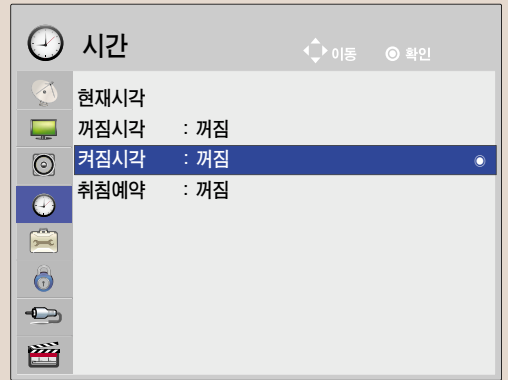 시간 이동 확인
현재시각
꺼짐시각 : 꺼짐
켜짐시각 : 꺼짐
취침예약 : 꺼짐